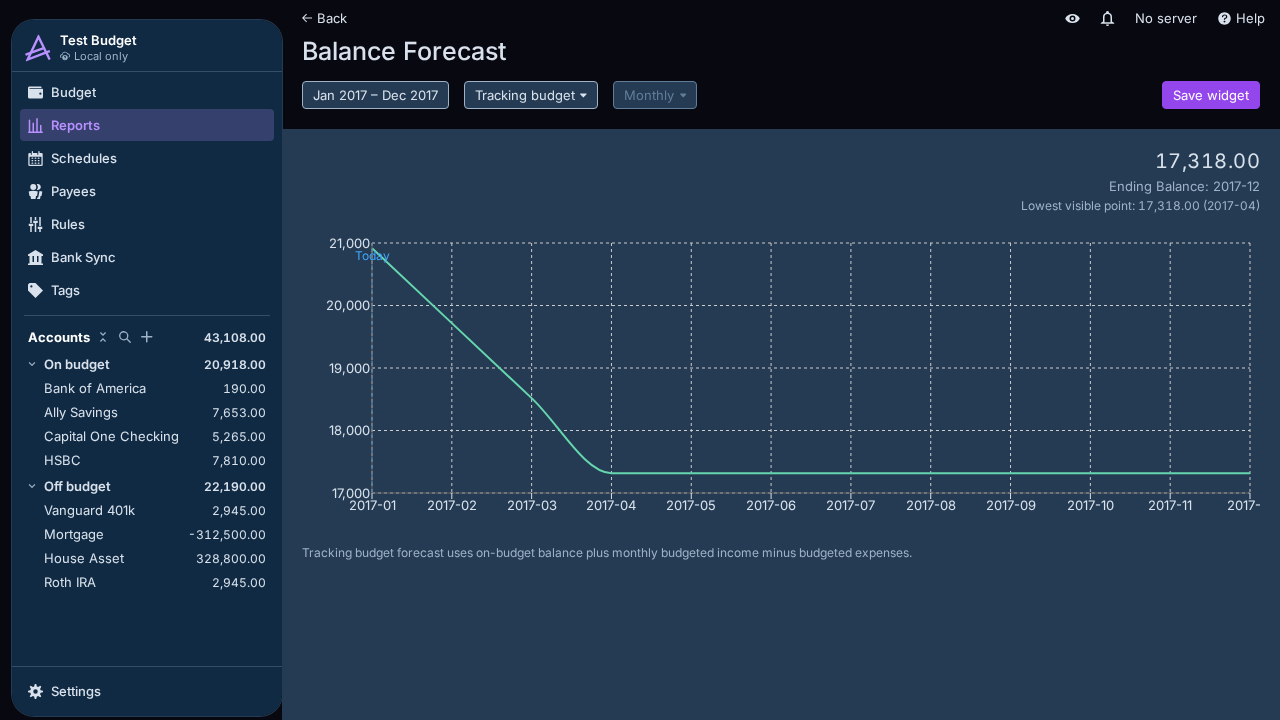 Test Budget
Local only
Budget
Reports
Schedules
Payees
Rules
Bank Sync
Tags
Accounts 43,108.00
On budget 20,918.00
Bank of America 190.00
Ally Savings 7,653.00
Capital One Checking 5,265.00
HSBC 7,810.00
Off budget 22,190.00
Vanguard 401k 2,945.00
Mortgage -312,500.00
House Asset 328,800.00
Roth IRA 2,945.00
Settings
Back
No server
Help
Balance Forecast
Jan 2017 – Dec 2017
Tracking budget
Monthly
Save widget
17,318.00
Ending Balance: 2017-12
Lowest visible point: 17,318.00 (2017-04)
21,000
Today
20,000
19,000
18,000
17,000
2017-01 2017-02 2017-03 2017-04 2017-05 2017-06 2017-07 2017-08 2017-09 2017-10 2017-11 2017-
Tracking budget forecast uses on-budget balance plus monthly budgeted income minus budgeted expenses.